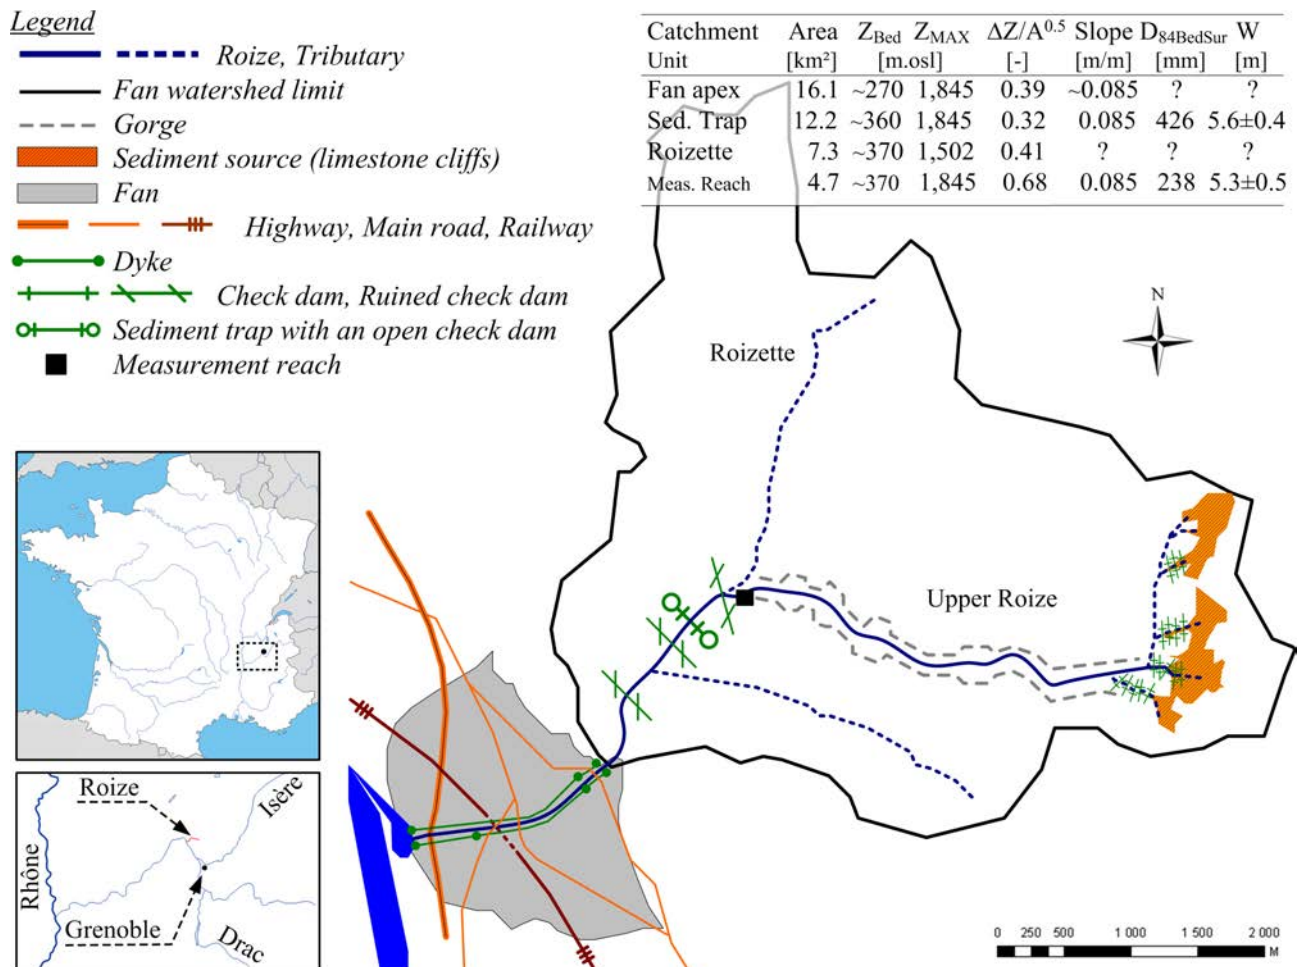 Legend
Roize, Tributary
Fan watershed limit
Gorge
Sediment source (limestone cliffs)
Fan
Highway, Main road, Railway
Dyke
Check dam, Ruined check dam
Sediment trap with an open check dam
Measurement reach
Catchment Area Z_Bed Z_MAX ΔZ/A^0.5 Slope D_84BedSur W
Unit [km²] [m.osl] [-] [m/m] [mm] [m]
Fan apex 16.1 ~270 1,845 0.39 ~0.085 ? ?
Sed. Trap 12.2 ~360 1,845 0.32 0.085 426 5.6±0.4
Roizette 7.3 ~370 1,502 0.41 ? ? ?
Meas. Reach 4.7 ~370 1,845 0.68 0.085 238 5.3±0.5
N
Roizette
Upper Roize
Roize
Isère
Rhône
Grenoble
Drac
0 250 500 1 000 1 500 2 000
M